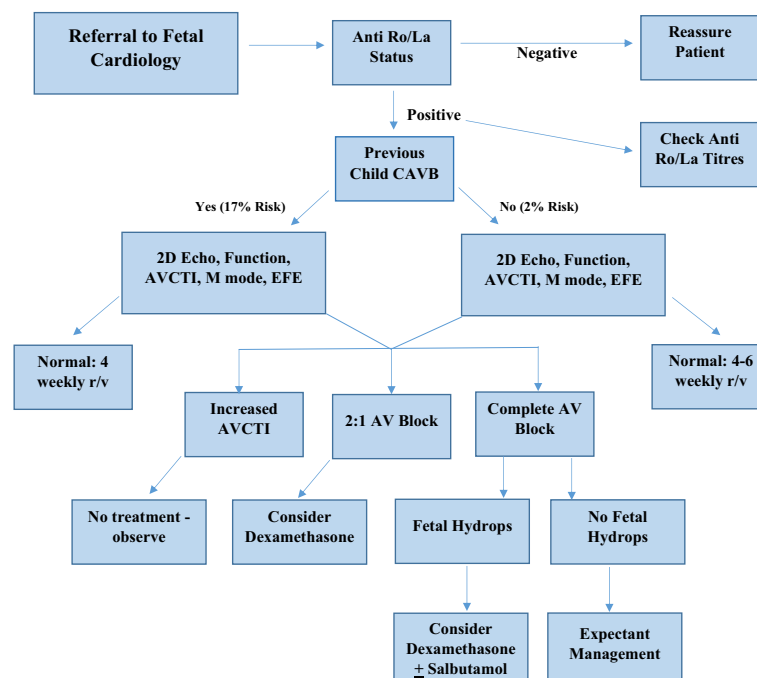 Referral to Fetal
Cardiology
Anti Ro/La
Status
Negative
Reassure
Patient
Positive
Check Anti
Ro/La Titres
Previous
Child CAVB
Yes (17% Risk)
No (2% Risk)
2D Echo, Function,
AVCTI, M mode, EFE
2D Echo, Function,
AVCTI, M mode, EFE
Normal: 4
weekly r/v
Normal: 4-6
weekly r/v
Increased
AVCTI
2:1 AV Block
Complete AV
Block
No treatment -
observe
Consider
Dexamethasone
Fetal Hydrops
No Fetal
Hydrops
Consider
Dexamethasone
± Salbutamol
Expectant
Management